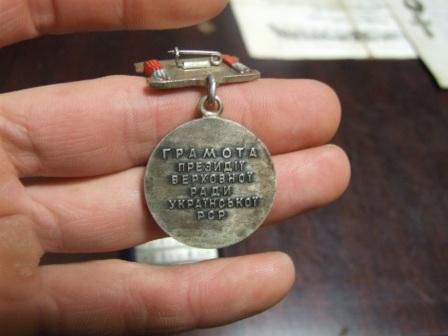 ГРАМОТА
ПРЕЗИДІЇ
ВЕРХОВНОЇ
РАДИ
УКРАЇНСЬКОЇ
РСР